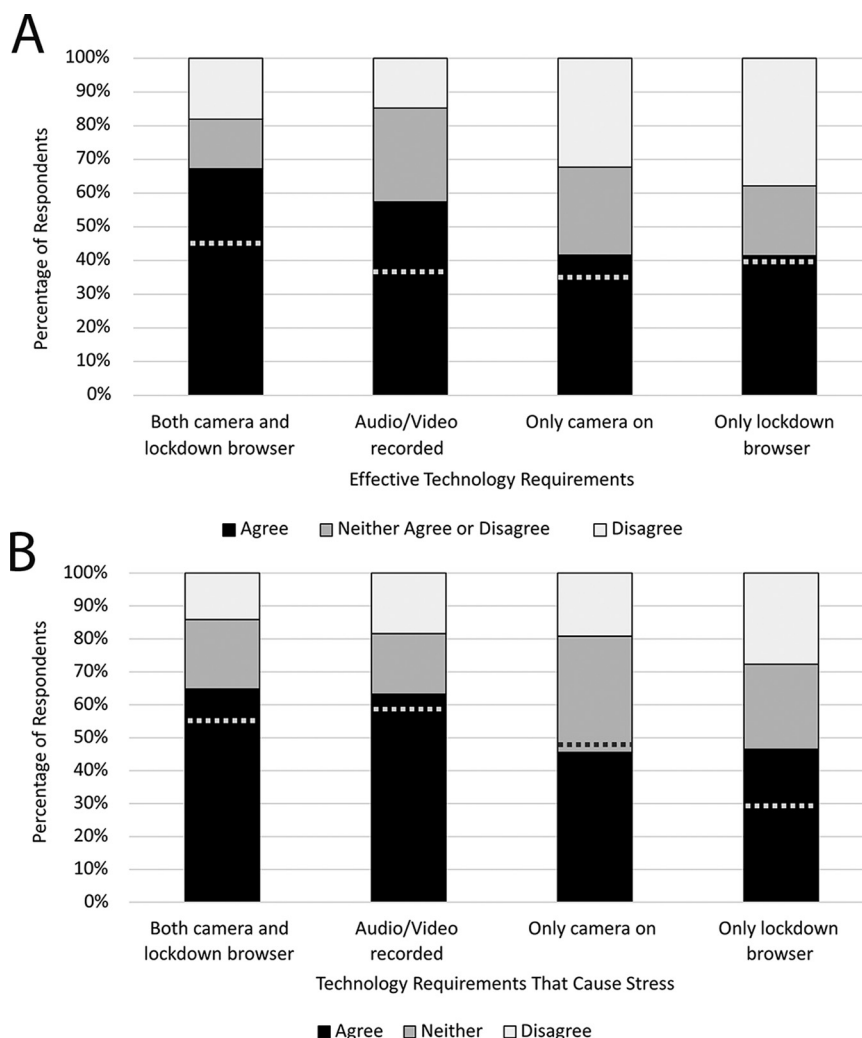 A
100%
90%
80%
70%
60%
50%
40%
30%
20%
10%
0%
Percentage of Respondents
Both camera and
lockdown browser
Audio/Video
recorded
Only camera on
Only lockdown
browser
Effective Technology Requirements
Agree Neither Agree or Disagree Disagree
B
100%
90%
80%
70%
60%
50%
40%
30%
20%
10%
0%
Percentage of Respondents
Both camera and
lockdown browser
Audio/Video
recorded
Only camera on
Only lockdown
browser
Technology Requirements That Cause Stress
Agree Neither Disagree